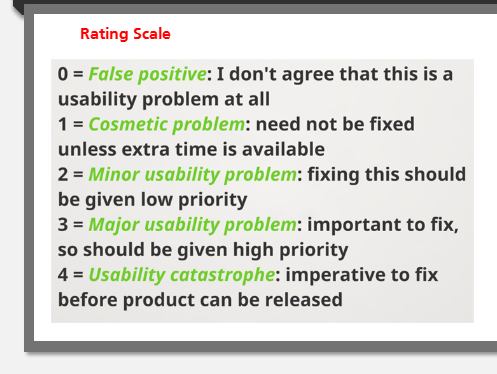 Rating Scale
0 = False positive: I don't agree that this is a
usability problem at all
1 = Cosmetic problem: need not be fixed
unless extra time is available
2 = Minor usability problem: fixing this should
be given low priority
3 = Major usability problem: important to fix,
so should be given high priority
4 = Usability catastrophe: imperative to fix
before product can be released